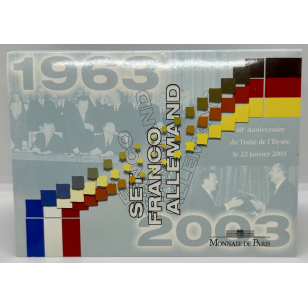 1963
40e Anniversaire
du Traité de l'Élysée
le 22 janvier 2003
SET
FRANCO
ALLEMAND
2003
MONNAIE DE PARIS